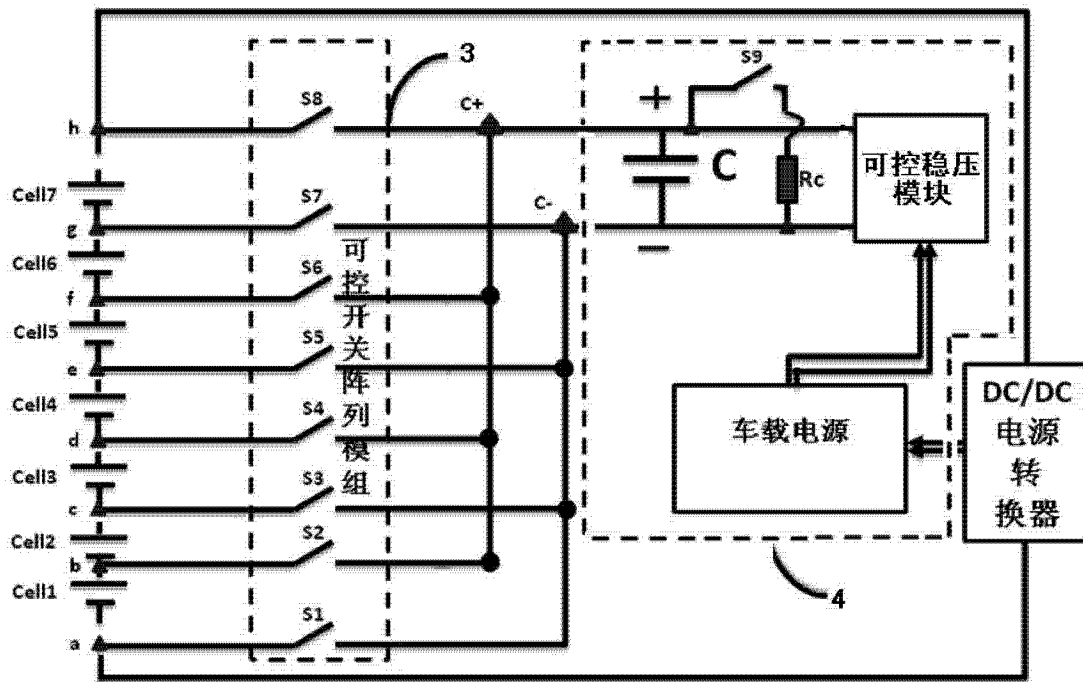 3
S9
S8
C+
+
h
C
Rc
可控稳压
模块
Cell7
S7
C-
g
−
Cell6
S6
f
Cell5
S5
e
Cell4
S4
d
Cell3
S3
c
Cell2
S2
b
Cell1
S1
a
可控开关阵列模组
车载电源
DC/DC
电源
转
换器
4